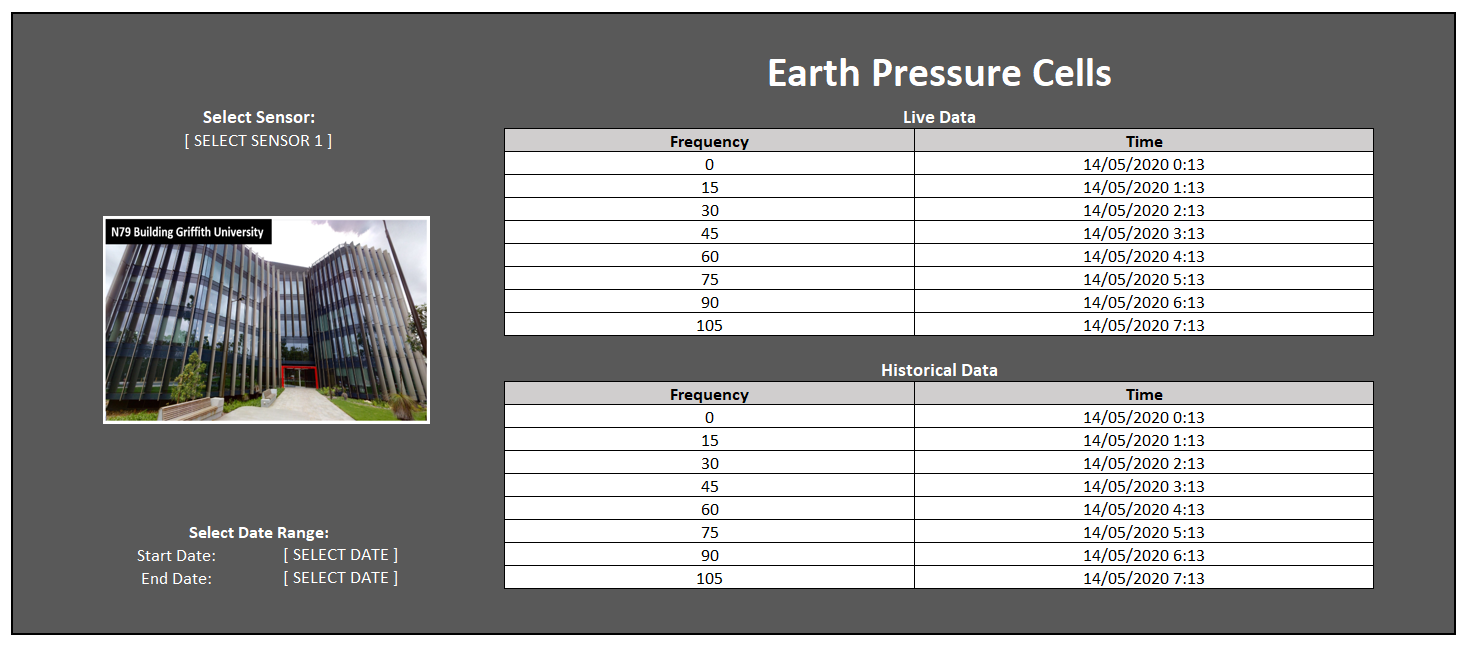 Earth Pressure Cells
Select Sensor:
[ SELECT SENSOR 1 ]
N79 Building Griffith University
Select Date Range:
Start Date: [ SELECT DATE ]
End Date: [ SELECT DATE ]
Live Data
Frequency Time
0 14/05/2020 0:13
15 14/05/2020 1:13
30 14/05/2020 2:13
45 14/05/2020 3:13
60 14/05/2020 4:13
75 14/05/2020 5:13
90 14/05/2020 6:13
105 14/05/2020 7:13
Historical Data
Frequency Time
0 14/05/2020 0:13
15 14/05/2020 1:13
30 14/05/2020 2:13
45 14/05/2020 3:13
60 14/05/2020 4:13
75 14/05/2020 5:13
90 14/05/2020 6:13
105 14/05/2020 7:13